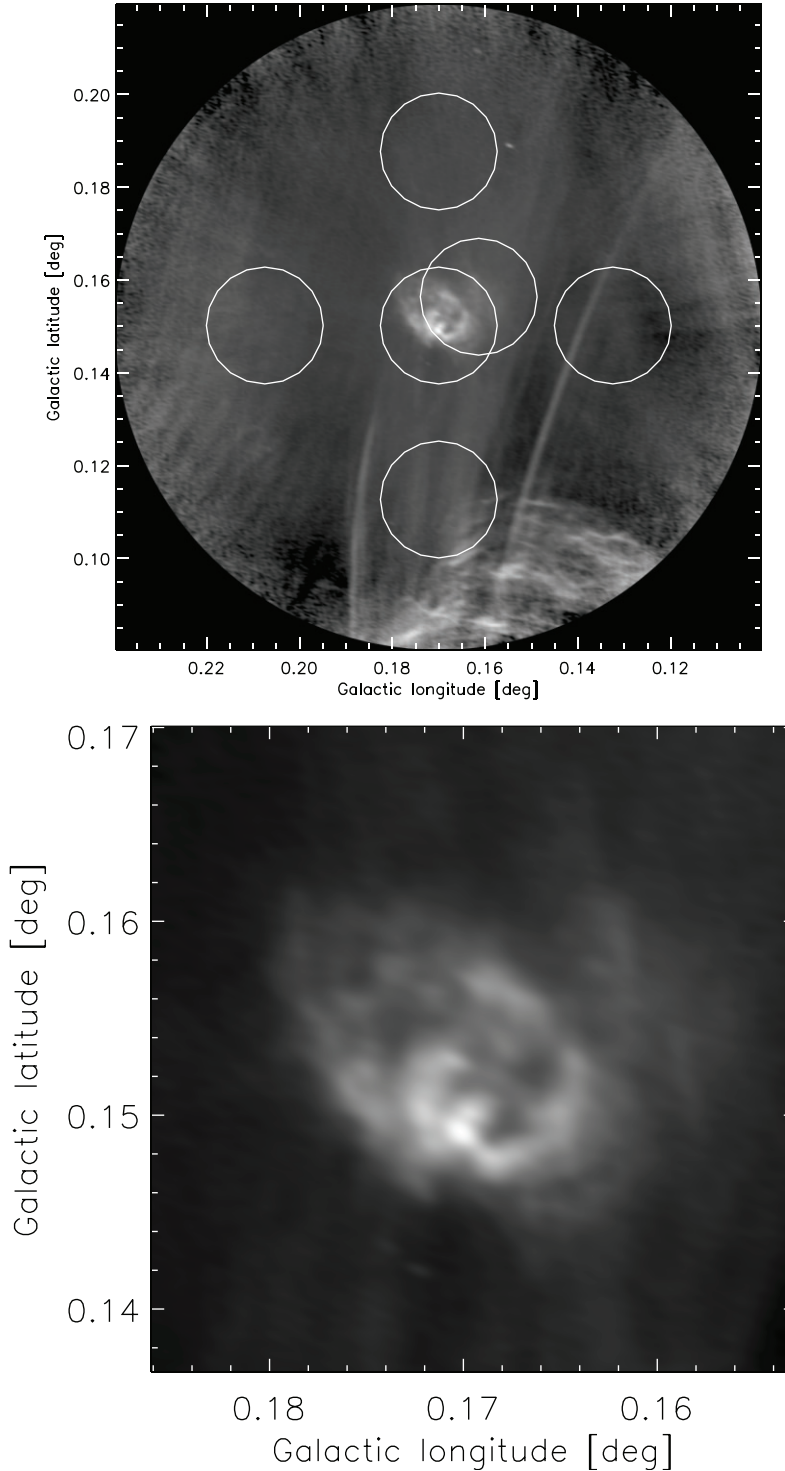 0.20
0.18
0.16
0.14
0.12
0.10
Galactic latitude [deg]
0.22 0.20 0.18 0.16 0.14 0.12
Galactic longitude [deg]
0.17
0.16
0.15
0.14
Galactic latitude [deg]
0.18 0.17 0.16
Galactic longitude [deg]